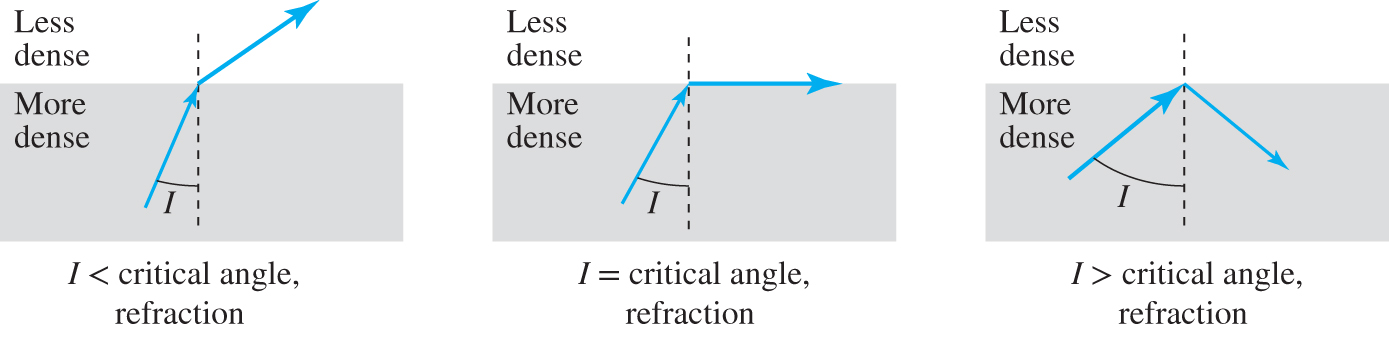 Less
dense
More
dense
I
I < critical angle,
refraction
Less
dense
More
dense
I
I = critical angle,
refraction
Less
dense
More
dense
I
I > critical angle,
refraction